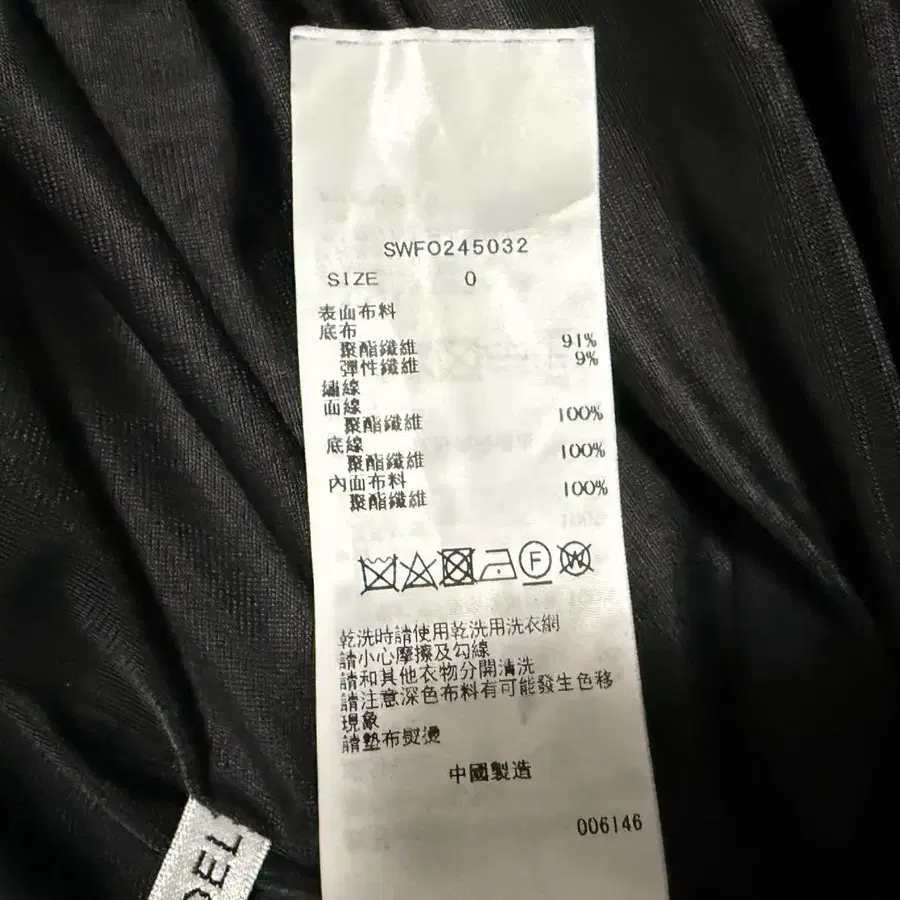 SWFO245032
SIZE 0
表面布料
底布
聚酯纖維 91%
彈性纖維 9%
繡線
面線
聚酯纖維 100%
底線
聚酯纖維 100%
內面布料
聚酯纖維 100%
F W
乾洗時請使用乾洗用洗衣網
請小心摩擦及勾線
請和其他衣物分開清洗
請注意深色布料有可能發生色移
現象
請墊布熨燙
中國製造
006146